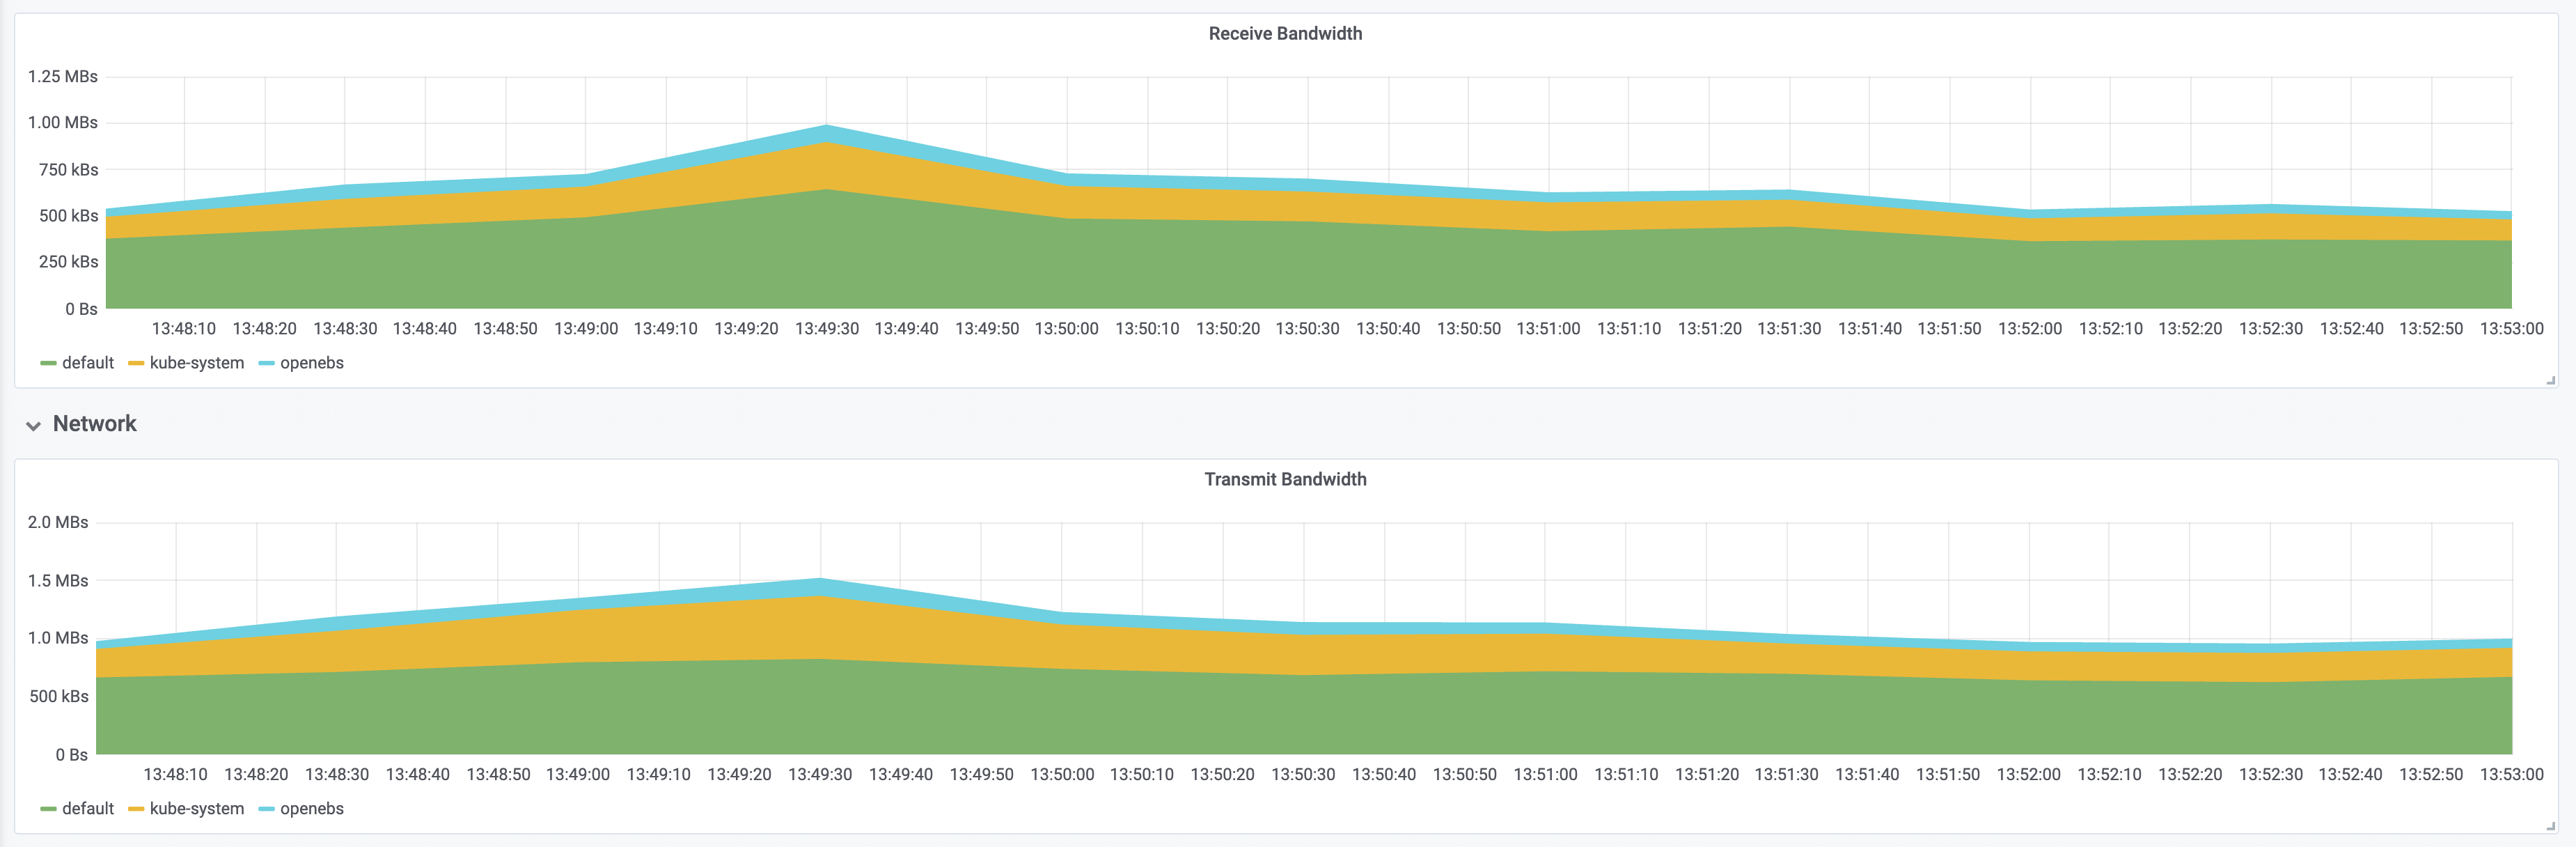 Receive Bandwidth
1.25 MBs
1.00 MBs
750 kBs
500 kBs
250 kBs
0 Bs
13:48:10 13:48:20 13:48:30 13:48:40 13:48:50 13:49:00 13:49:10 13:49:20 13:49:30 13:49:40 13:49:50 13:50:00 13:50:10 13:50:20 13:50:30 13:50:40 13:50:50 13:51:00 13:51:10 13:51:20 13:51:30 13:51:40 13:51:50 13:52:00 13:52:10 13:52:20 13:52:30 13:52:40 13:52:50 13:53:00
default kube-system openebs
Network
Transmit Bandwidth
2.0 MBs
1.5 MBs
1.0 MBs
500 kBs
0 Bs
13:48:10 13:48:20 13:48:30 13:48:40 13:48:50 13:49:00 13:49:10 13:49:20 13:49:30 13:49:40 13:49:50 13:50:00 13:50:10 13:50:20 13:50:30 13:50:40 13:50:50 13:51:00 13:51:10 13:51:20 13:51:30 13:51:40 13:51:50 13:52:00 13:52:10 13:52:20 13:52:30 13:52:40 13:52:50 13:53:00
default kube-system openebs